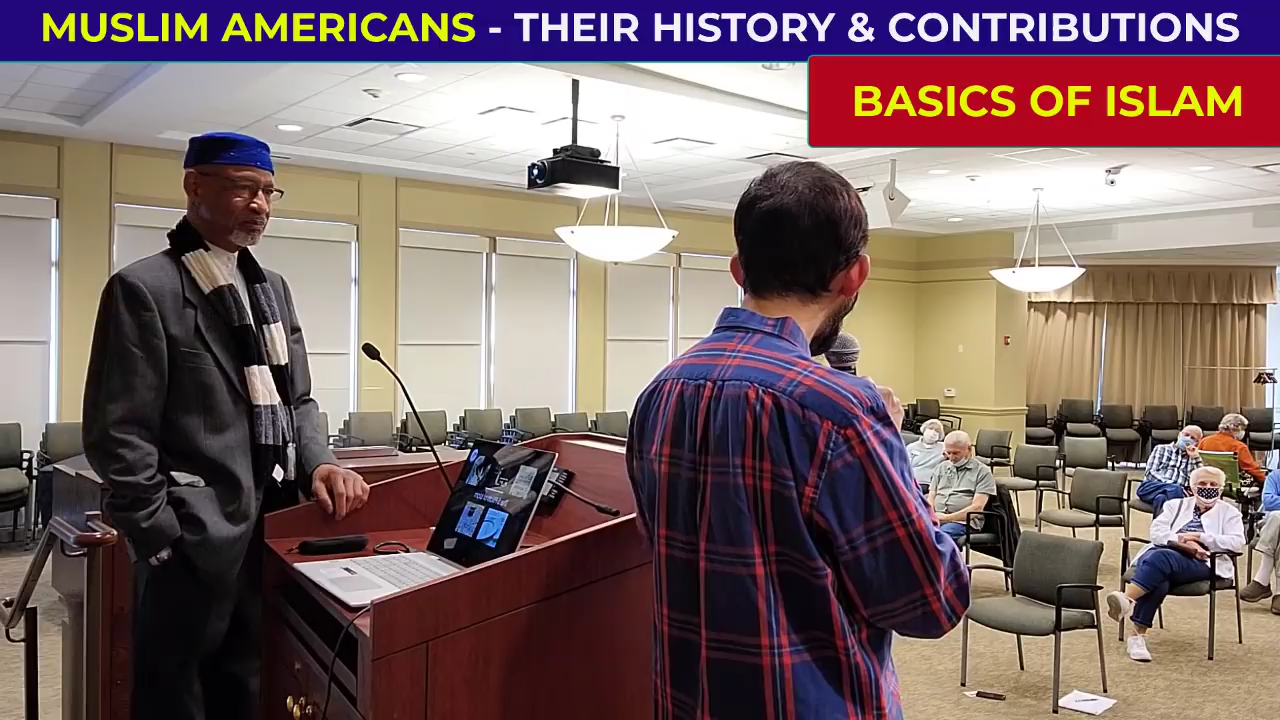 MUSLIM AMERICANS - THEIR HISTORY & CONTRIBUTIONS
BASICS OF ISLAM